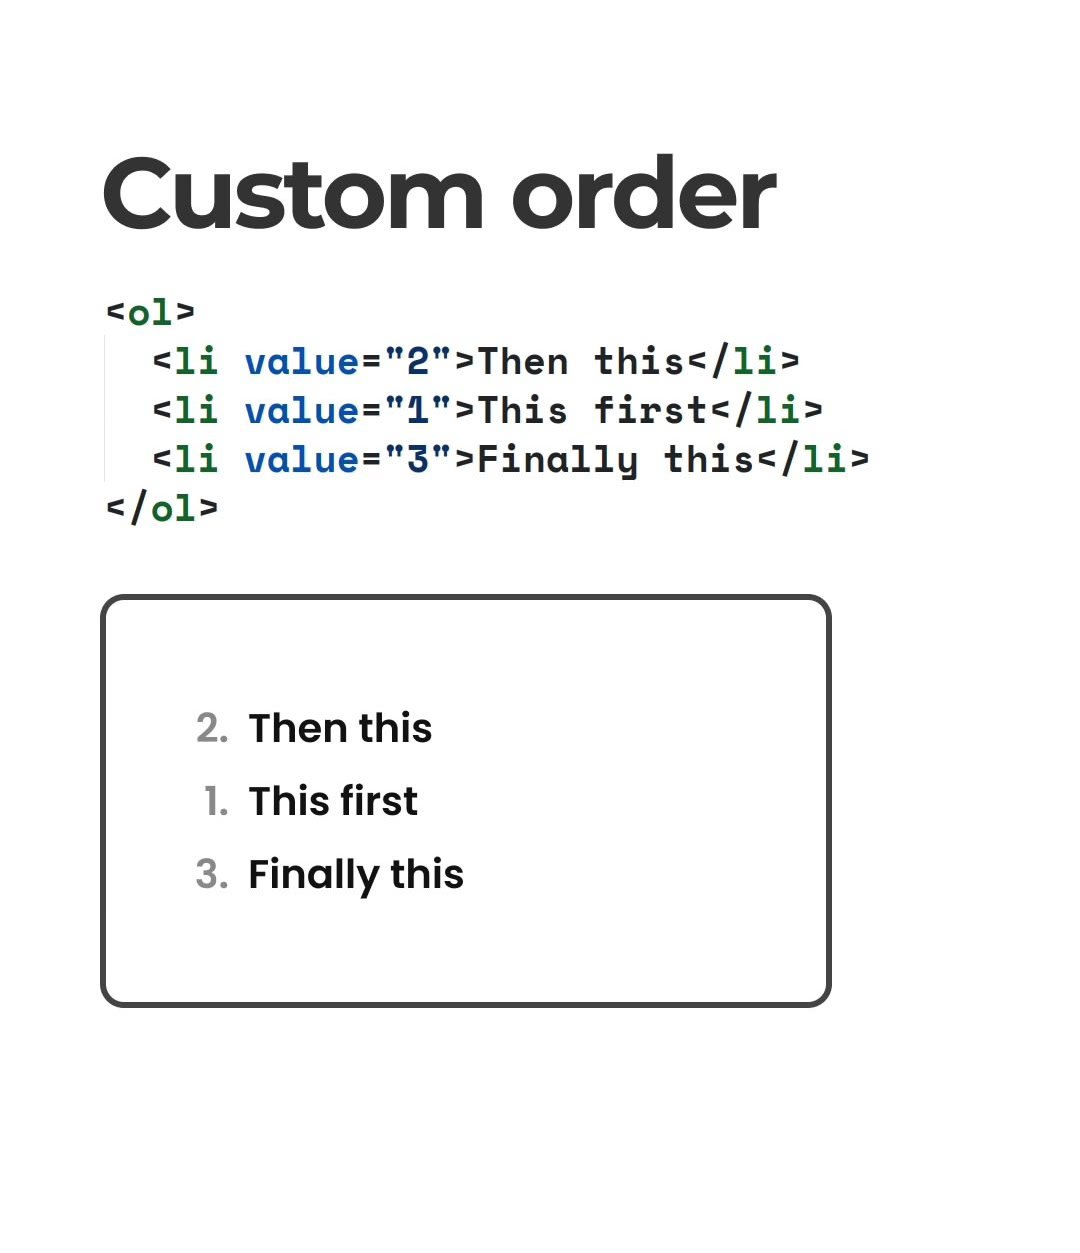 Custom order
<ol>
  <li value="2">Then this</li>
  <li value="1">This first</li>
  <li value="3">Finally this</li>
</ol>
2. Then this
1. This first
3. Finally this